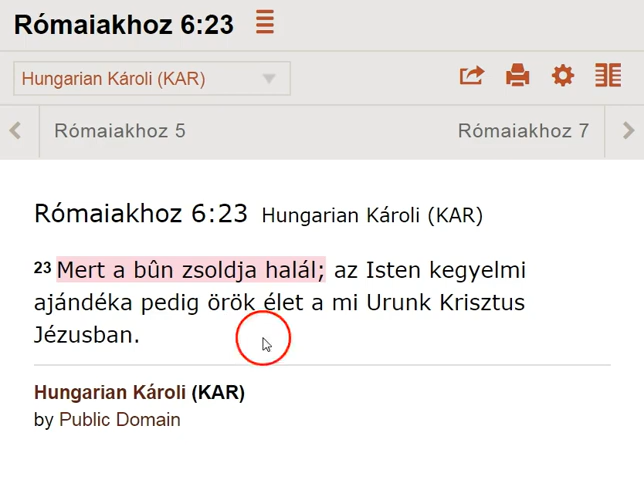 Rómaiakhoz 6:23
Hungarian Károli (KAR)
Rómaiakhoz 5
Rómaiakhoz 7
Rómaiakhoz 6:23 Hungarian Károli (KAR)
23 Mert a bûn zsoldja halál; az Isten kegyelmi
ajándéka pedig örök élet a mi Urunk Krisztus
Jézusban.
Hungarian Károli (KAR)
by Public Domain